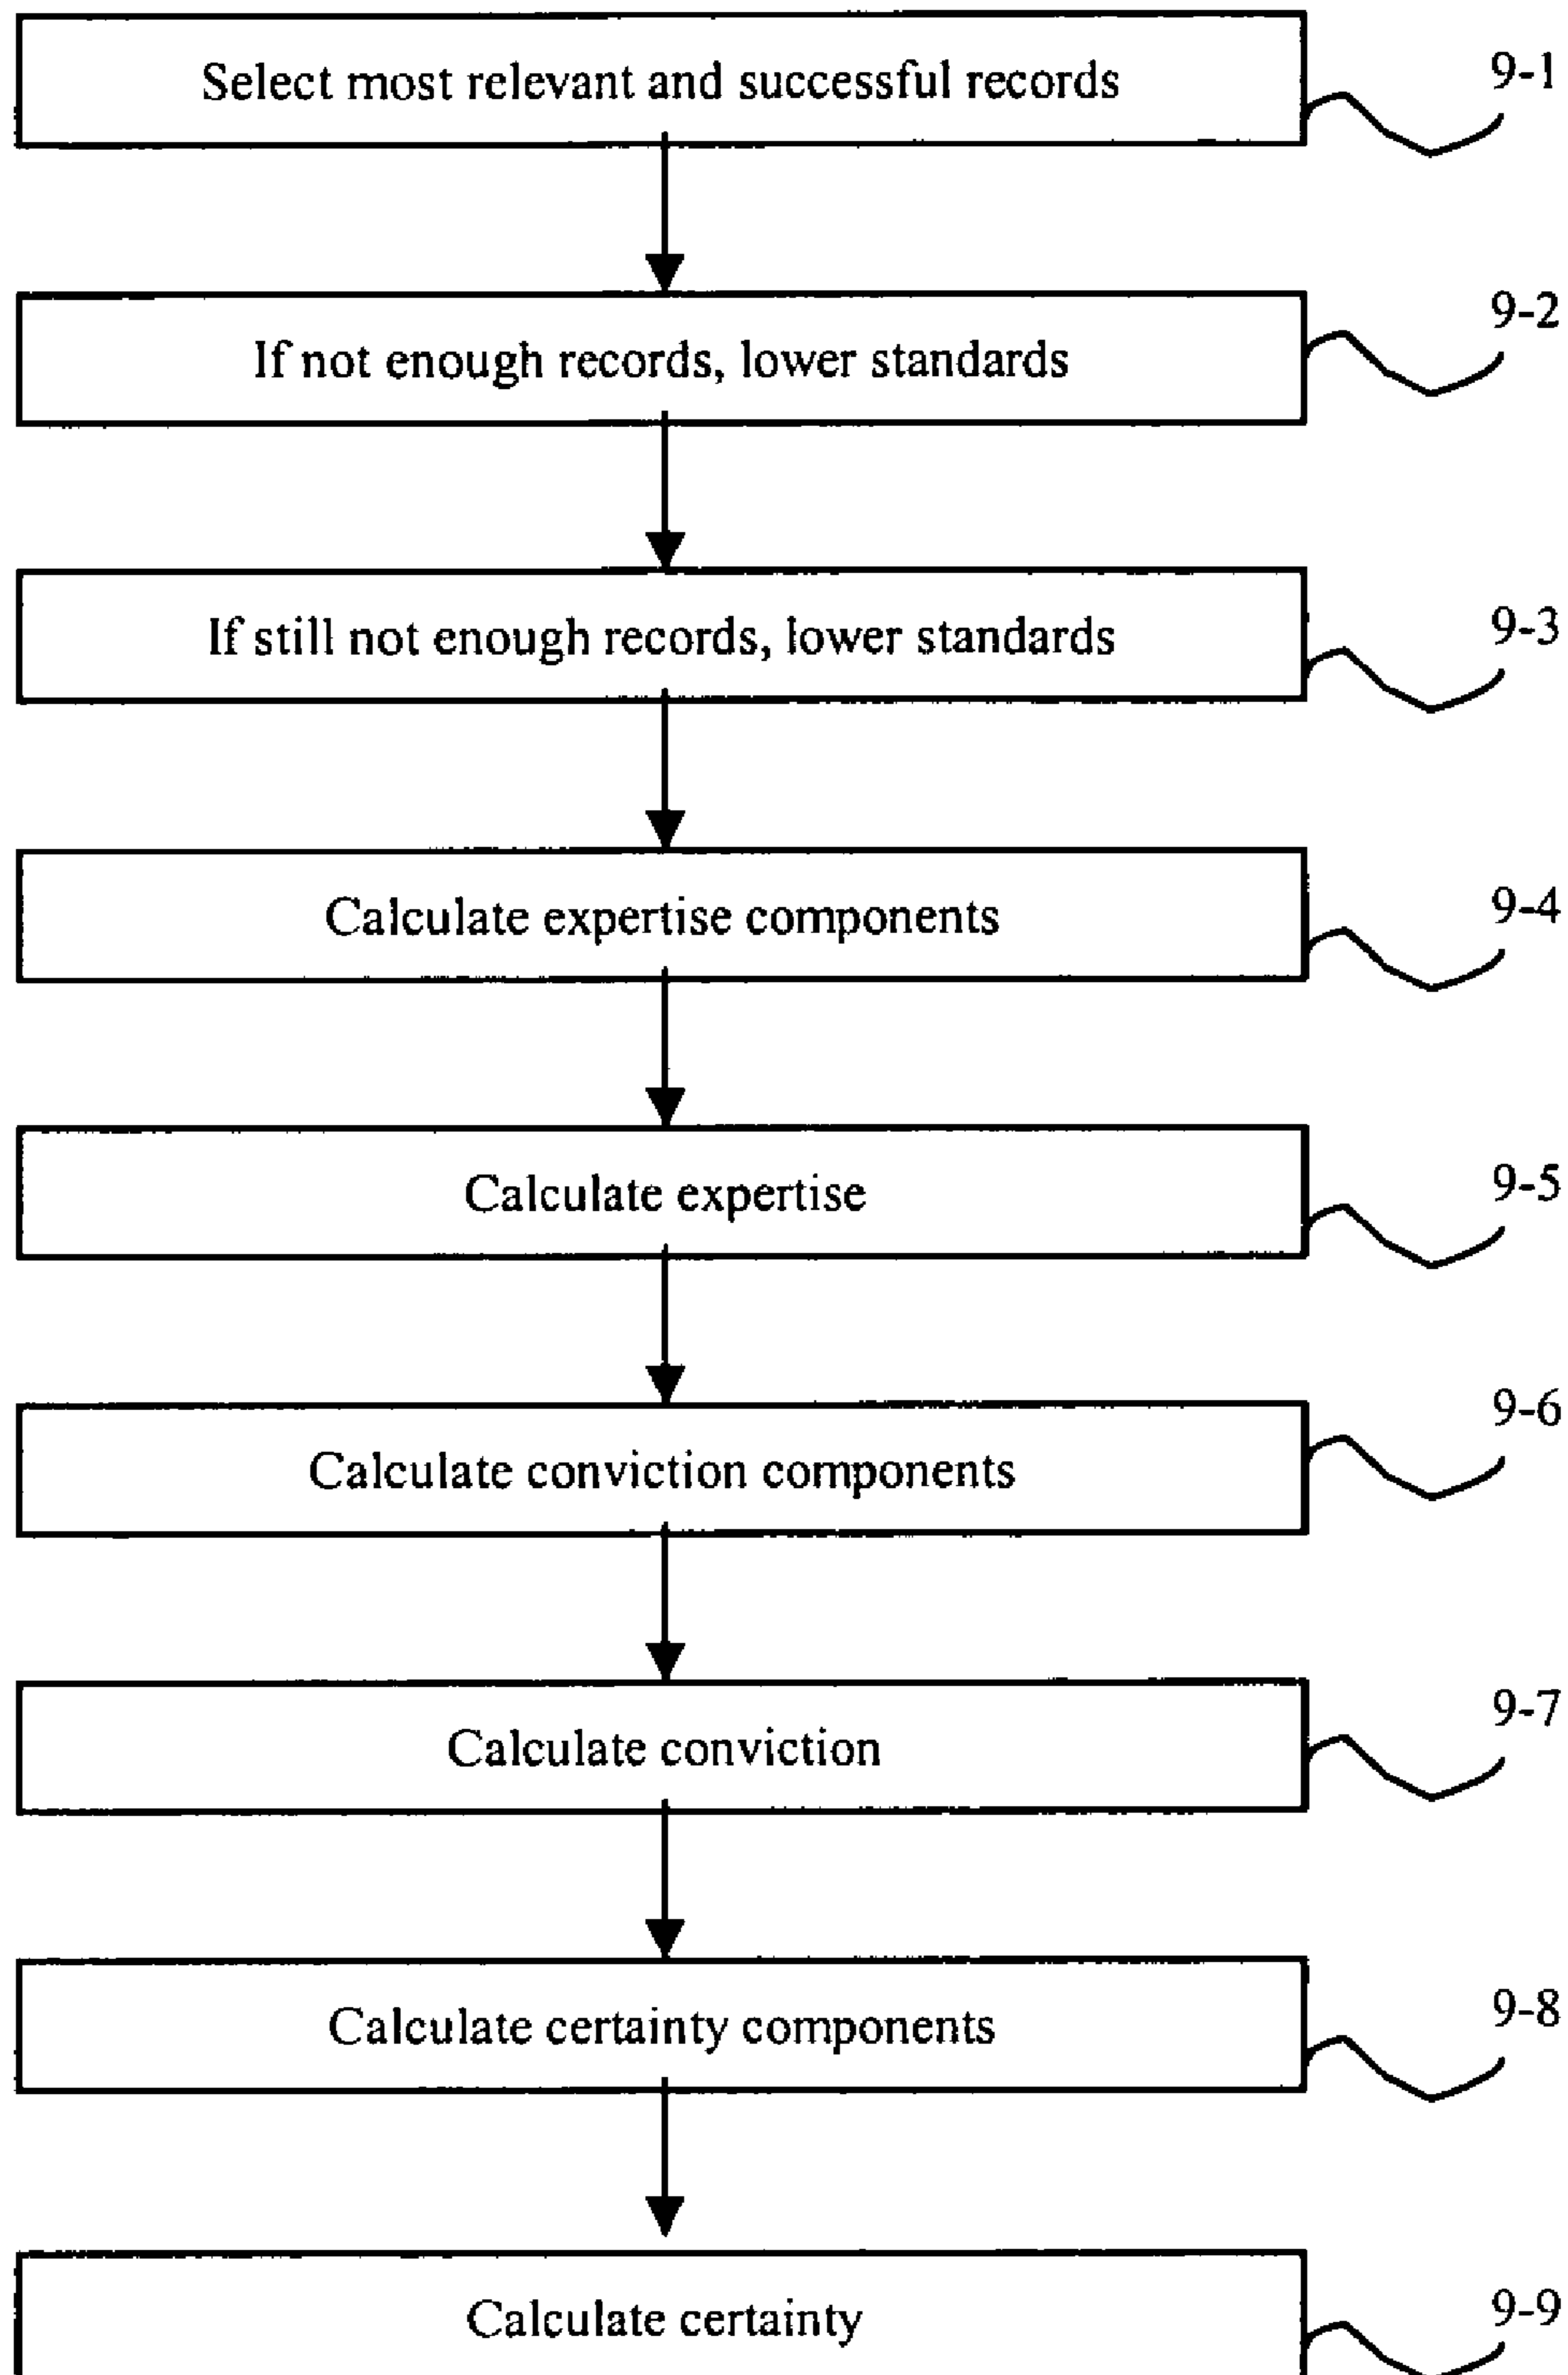 Select most relevant and successful records
9-1
If not enough records, lower standards
9-2
If still not enough records, lower standards
9-3
Calculate expertise components
9-4
Calculate expertise
9-5
Calculate conviction components
9-6
Calculate conviction
9-7
Calculate certainty components
9-8
Calculate certainty
9-9